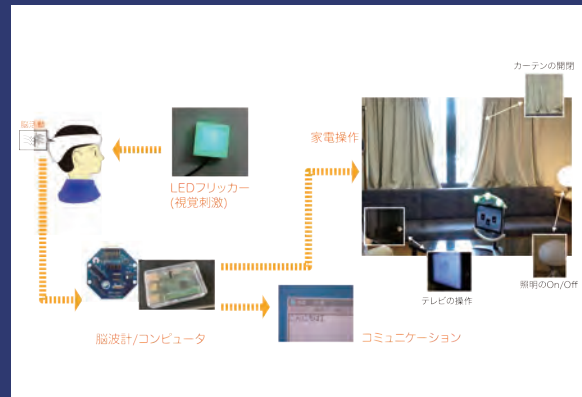 カーテンの開閉
脳活動
家電操作
LEDフリッカー
(視覚刺激)
照明のOn/Off
テレビの操作
脳波計/コンピュータ
コミュニケーション